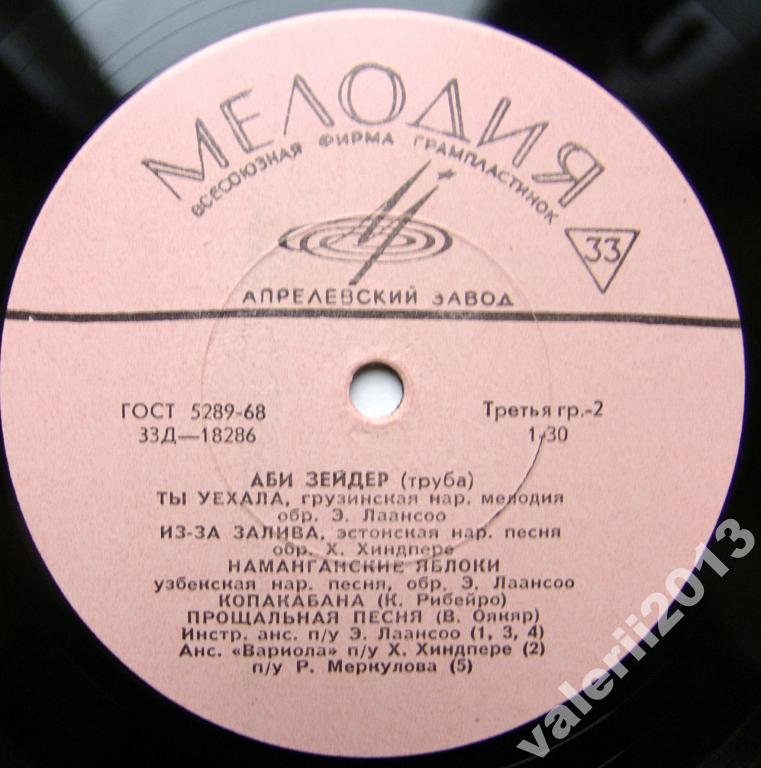 МЕЛОДИЯ
ВСЕСОЮЗНАЯ ФИРМА ГРАМПЛАСТИНОК
33
АПРЕЛЕВСКИЙ ЗАВОД
ГОСТ 5289-68
33Д—18286
Третья гр.-2
1-30
АБИ ЗЕЙДЕР (труба)
ТЫ УЕХАЛА, грузинская нар. мелодия
обр. Э. Лаансоо
ИЗ-ЗА ЗАЛИВА, эстонская нар. песня
обр. Х. Хиндпере
НАМАНГАНСКИЕ ЯБЛОКИ
узбекская нар. песня, обр. Э. Лаансоо
КОПАКАБАНА (К. Рибейро)
ПРОЩАЛЬНАЯ ПЕСНЯ (В. Оякяр)
Инстр. анс. п/у Э. Лаансоо (1, 3, 4)
Анс. «Вариола» п/у Х. Хиндпере (2)
п/у Р. Меркулова (5)
valerii2013